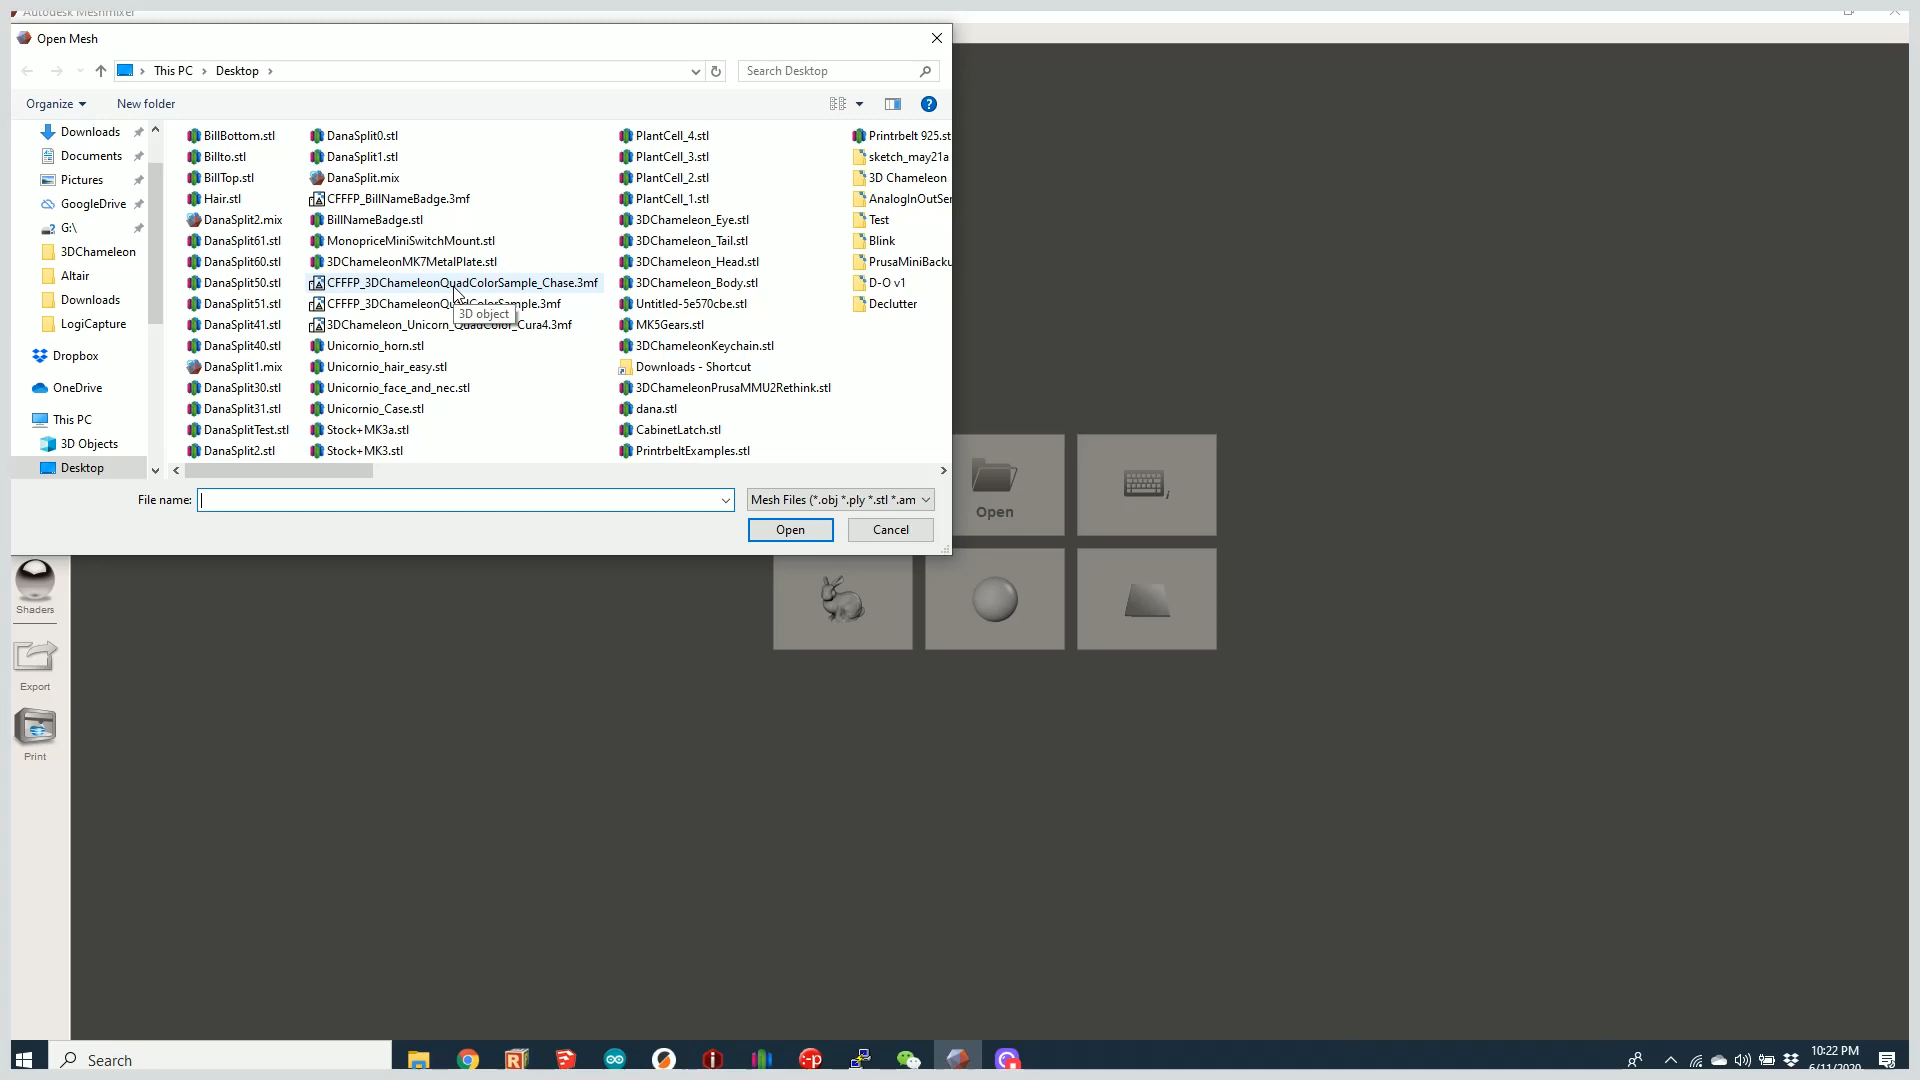 Autodesk Meshmixer
Open Mesh
This PC
Desktop
Search Desktop
Organize
New folder
Downloads
Documents
Pictures
GoogleDrive
G:\
3DChameleon
Altair
Downloads
LogiCapture
Dropbox
OneDrive
This PC
3D Objects
Desktop
BillBottom.stl
Billto.stl
BillTop.stl
Hair.stl
DanaSplit2.mix
DanaSplit61.stl
DanaSplit60.stl
DanaSplit50.stl
DanaSplit51.stl
DanaSplit41.stl
DanaSplit40.stl
DanaSplit1.mix
DanaSplit30.stl
DanaSplit31.stl
DanaSplitTest.stl
DanaSplit2.stl
DanaSplit0.stl
DanaSplit1.stl
DanaSplit.mix
CFFFP_BillNameBadge.3mf
BillNameBadge.stl
MonopriceMiniSwitchMount.stl
3DChameleonMK7MetalPlate.stl
CFFFP_3DChameleonQuadColorSample_Chase.3mf
CFFFP_3DChameleonQuadColorSample.3mf
3D object
3DChameleon_Unicorn_QuadColor_Cura4.3mf
Unicornio_horn.stl
Unicornio_hair_easy.stl
Unicornio_face_and_nec.stl
Unicornio_Case.stl
Stock+MK3a.stl
Stock+MK3.stl
PlantCell_4.stl
PlantCell_3.stl
PlantCell_2.stl
PlantCell_1.stl
3DChameleon_Eye.stl
3DChameleon_Tail.stl
3DChameleon_Head.stl
3DChameleon_Body.stl
Untitled-5e570cbe.stl
MK5Gears.stl
3DChameleonKeychain.stl
Downloads - Shortcut
3DChameleonPrusaMMU2Rethink.stl
dana.stl
CabinetLatch.stl
PrintrbeltExamples.stl
Printrbelt 925.st
sketch_may21a
3D Chameleon
AnalogInOutSer
Test
Blink
PrusaMiniBacku
D-O v1
Declutter
File name:
Mesh Files (*.obj *.ply *.stl *.am
Open
Cancel
Open
Shaders
Export
Print
Search
10:22 PM
6/11/2020